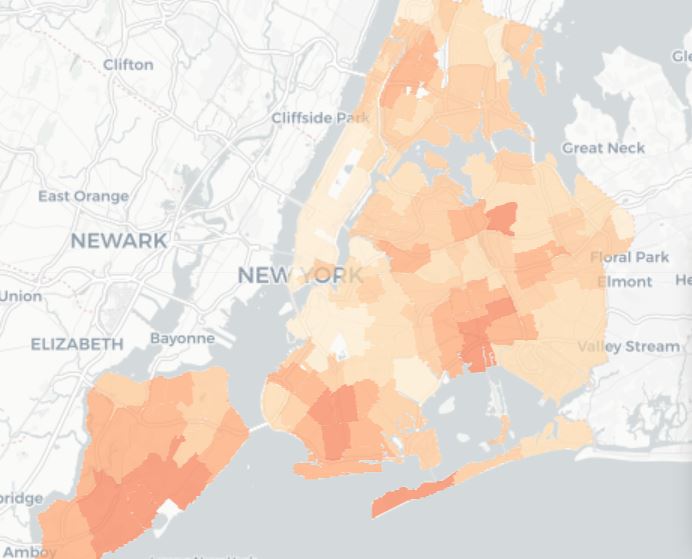 Clifton
Gle
Cliffside Park
Great Neck
East Orange
NEWARK
Floral Park
NEW YORK
Elmont
He
Union
Bayonne
ELIZABETH
Valley Stream
bridge
Amboy